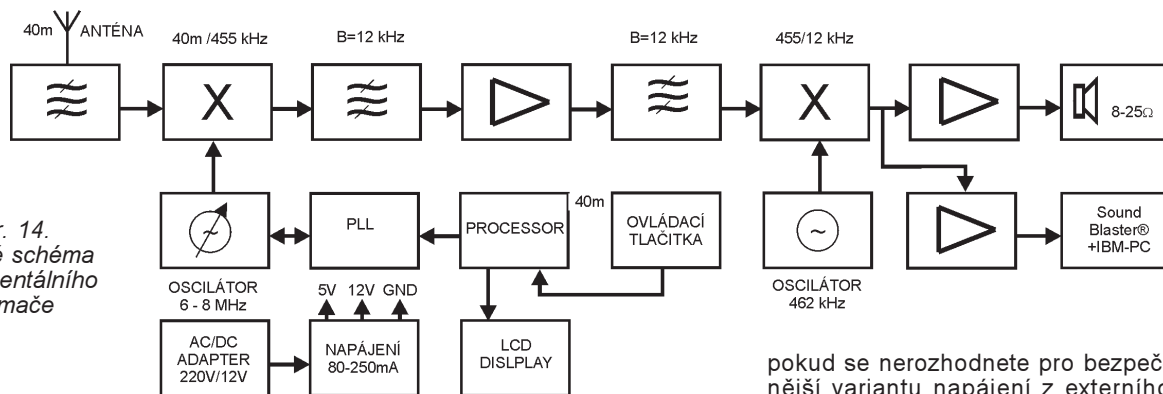 40m
ANTÉNA
40m /455 kHz
B=12 kHz
B=12 kHz
455/12 kHz
X
X
8-25Ω
r. 14.
é schéma
entálního
mače
~
OSCILÁTOR
6 - 8 MHz
PLL
PROCESSOR
40m
OVLÁDACÍ
TLAČITKA
~
OSCILÁTOR
462 kHz
Sound
Blaster®
+IBM-PC
5V 12V GND
AC/DC
ADAPTER
220V/12V
NAPÁJENÍ
80-250mA
LCD
DISLPLAY
pokud se nerozhodnete pro bezpeč-
nější variantu napájení z externího